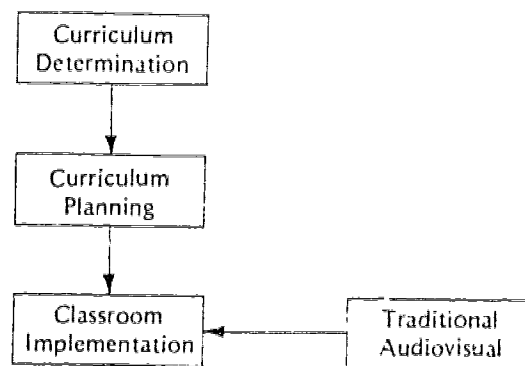 Curriculum
Determination
Curriculum
Planning
Classroom
Implementation
Traditional
Audiovisual